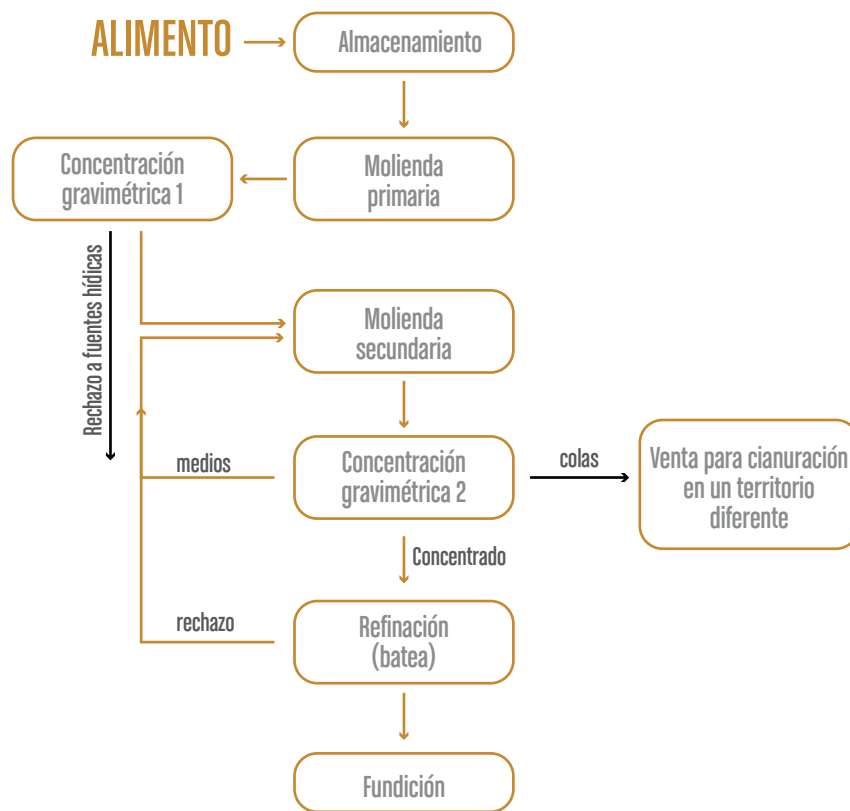 ALIMENTO
Almacenamiento
Concentración
gravimétrica 1
Molienda
primaria
Rechazo a fuentes hídicas
Molienda
secundaria
medios
Concentración
gravimétrica 2
colas
Venta para cianuración
en un territorio
diferente
Concentrado
rechazo
Refinación
(batea)
Fundición